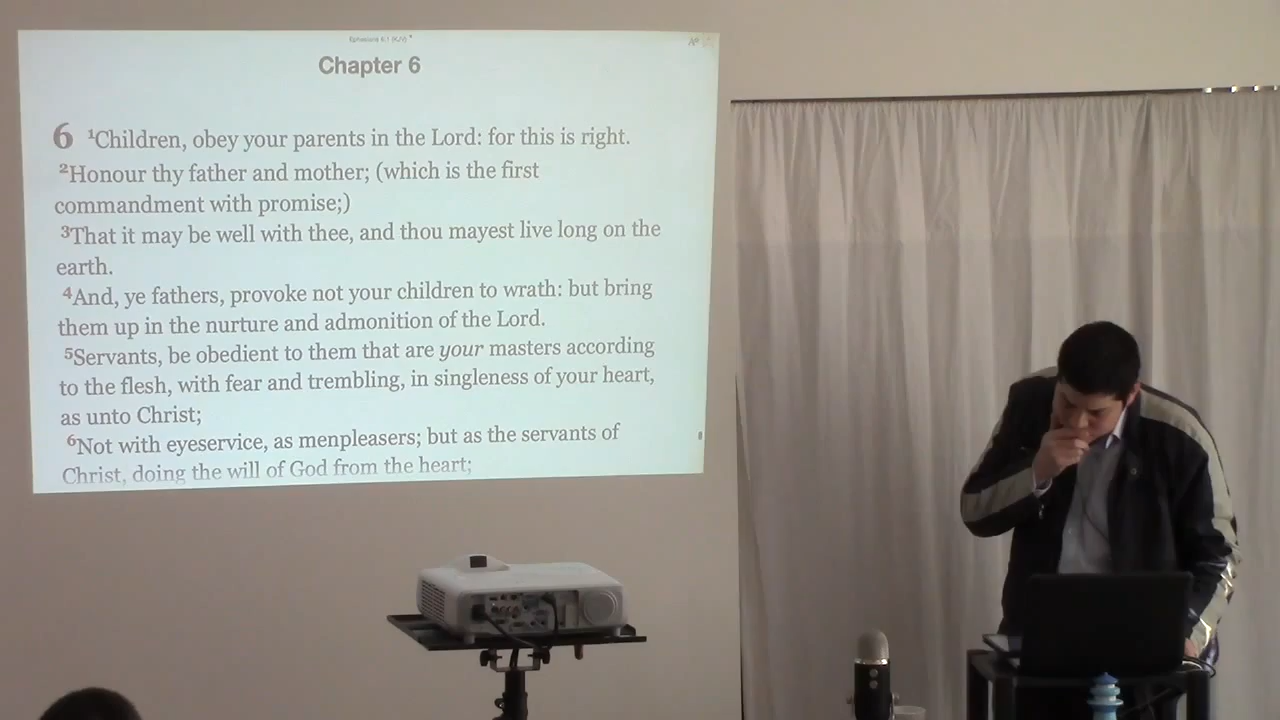 Ephesians 6:1 (KJV)
Chapter 6
6 ¹Children, obey your parents in the Lord: for this is right.
²Honour thy father and mother; (which is the first
commandment with promise;)
³That it may be well with thee, and thou mayest live long on the
earth.
⁴And, ye fathers, provoke not your children to wrath: but bring
them up in the nurture and admonition of the Lord.
⁵Servants, be obedient to them that are your masters according
to the flesh, with fear and trembling, in singleness of your heart,
as unto Christ;
⁶Not with eyeservice, as menpleasers; but as the servants of
Christ, doing the will of God from the heart;